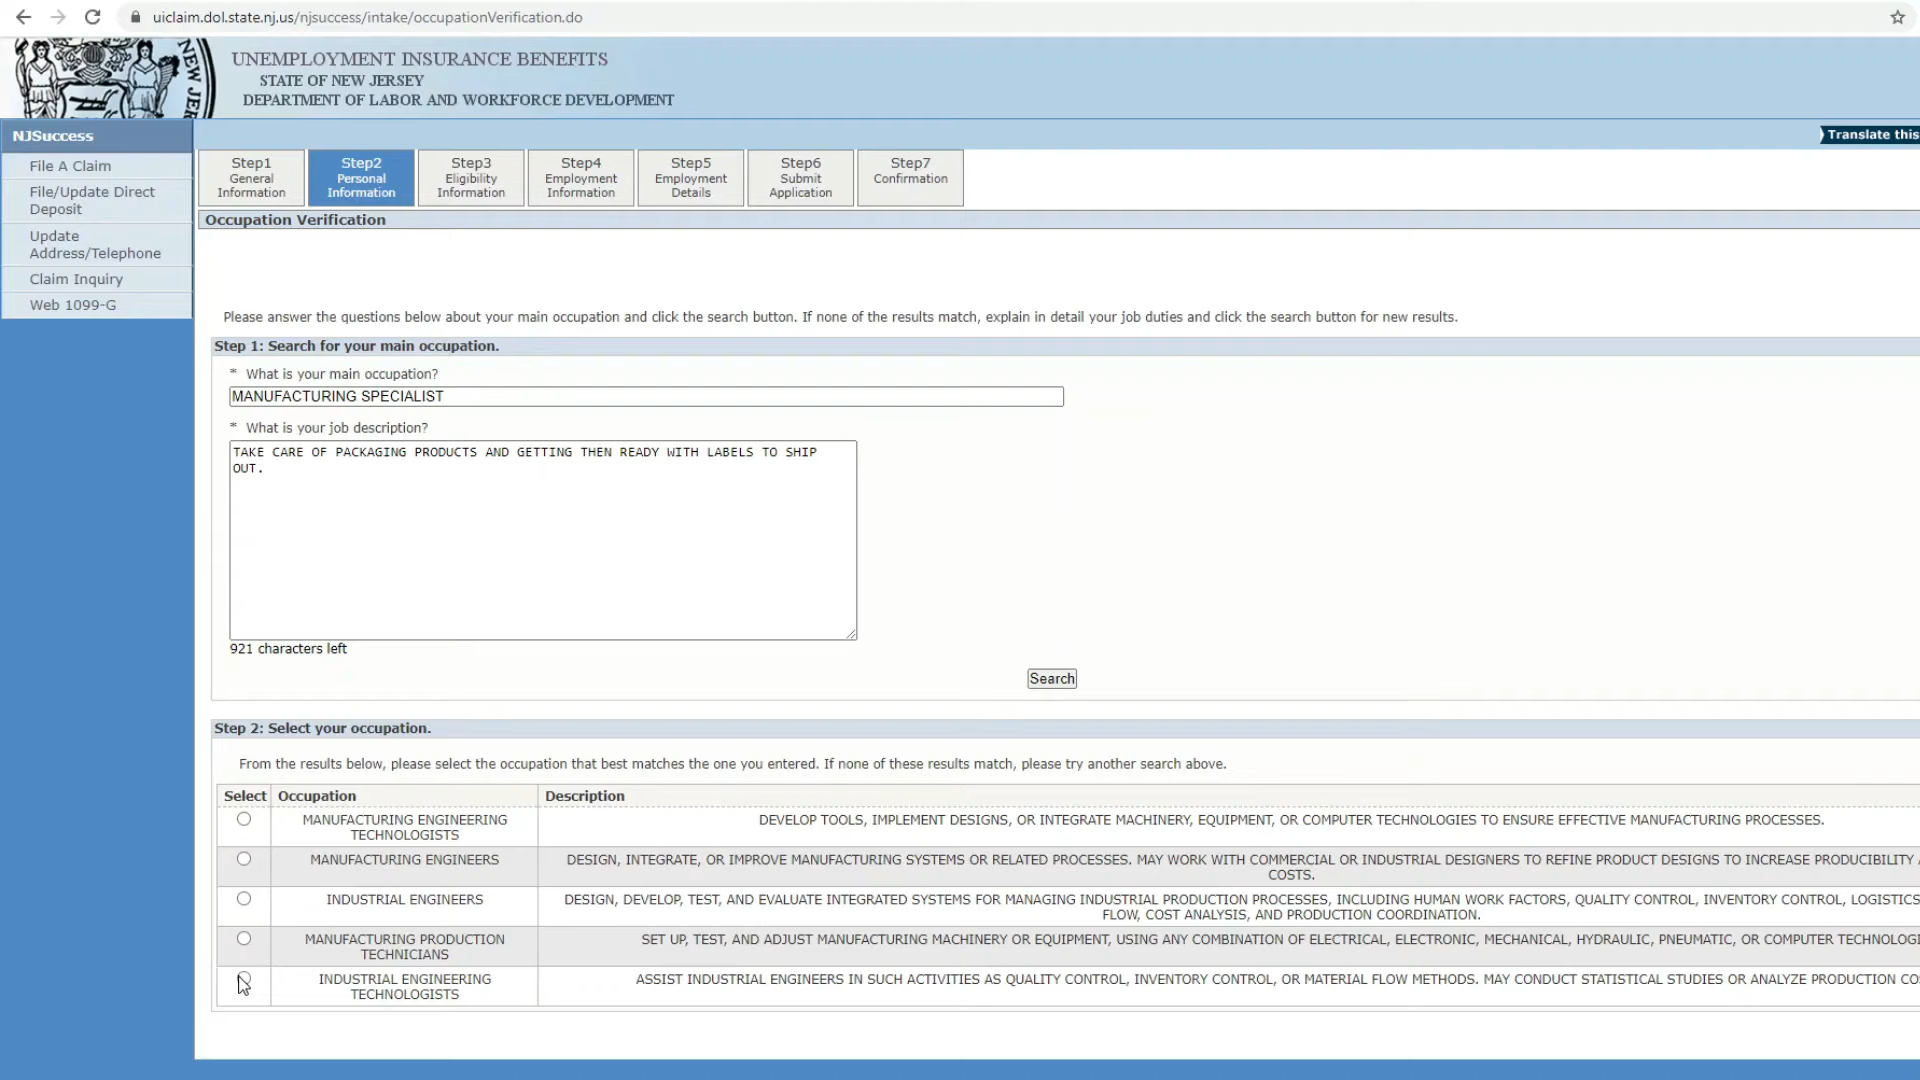 uiclaim.dol.state.nj.us/njsuccess/intake/occupationVerification.do
NEW JER
UNEMPLOYMENT INSURANCE BENEFITS
STATE OF NEW JERSEY
DEPARTMENT OF LABOR AND WORKFORCE DEVELOPMENT
NJSuccess
Translate this
File A Claim
File/Update Direct
Deposit
Update
Address/Telephone
Claim Inquiry
Web 1099-G
Step1
General
Information
Step2
Personal
Information
Step3
Eligibility
Information
Step4
Employment
Information
Step5
Employment
Details
Step6
Submit
Application
Step7
Confirmation
Occupation Verification
Please answer the questions below about your main occupation and click the search button. If none of the results match, explain in detail your job duties and click the search button for new results.
Step 1: Search for your main occupation.
* What is your main occupation?
MANUFACTURING SPECIALIST
* What is your job description?
TAKE CARE OF PACKAGING PRODUCTS AND GETTING THEN READY WITH LABELS TO SHIP
OUT.
921 characters left
Search
Step 2: Select your occupation.
From the results below, please select the occupation that best matches the one you entered. If none of these results match, please try another search above.
Select Occupation Description
MANUFACTURING ENGINEERING
TECHNOLOGISTS
DEVELOP TOOLS, IMPLEMENT DESIGNS, OR INTEGRATE MACHINERY, EQUIPMENT, OR COMPUTER TECHNOLOGIES TO ENSURE EFFECTIVE MANUFACTURING PROCESSES.
MANUFACTURING ENGINEERS
DESIGN, INTEGRATE, OR IMPROVE MANUFACTURING SYSTEMS OR RELATED PROCESSES. MAY WORK WITH COMMERCIAL OR INDUSTRIAL DESIGNERS TO REFINE PRODUCT DESIGNS TO INCREASE PRODUCIBILITY
COSTS.
INDUSTRIAL ENGINEERS
DESIGN, DEVELOP, TEST, AND EVALUATE INTEGRATED SYSTEMS FOR MANAGING INDUSTRIAL PRODUCTION PROCESSES, INCLUDING HUMAN WORK FACTORS, QUALITY CONTROL, INVENTORY CONTROL, LOGISTICS
FLOW, COST ANALYSIS, AND PRODUCTION COORDINATION.
MANUFACTURING PRODUCTION
TECHNICIANS
SET UP, TEST, AND ADJUST MANUFACTURING MACHINERY OR EQUIPMENT, USING ANY COMBINATION OF ELECTRICAL, ELECTRONIC, MECHANICAL, HYDRAULIC, PNEUMATIC, OR COMPUTER TECHNOLOGI
INDUSTRIAL ENGINEERING
TECHNOLOGISTS
ASSIST INDUSTRIAL ENGINEERS IN SUCH ACTIVITIES AS QUALITY CONTROL, INVENTORY CONTROL, OR MATERIAL FLOW METHODS. MAY CONDUCT STATISTICAL STUDIES OR ANALYZE PRODUCTION CO